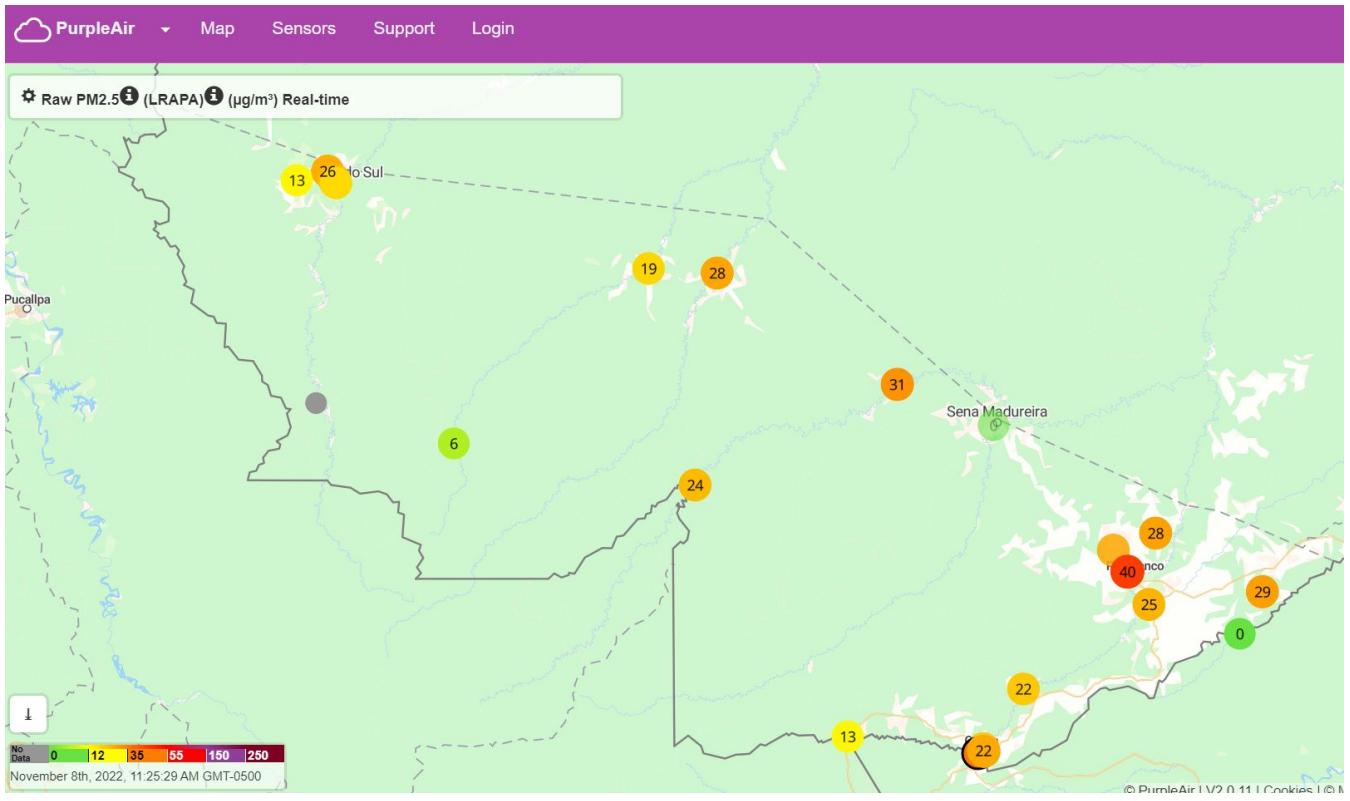 PurpleAir Map Sensors Support Login
Raw PM2.5 (LRAPA) (µg/m³) Real-time
26 do Sul
13
19
28
Pucallpa
31
Sena Madureira
0
6
24
28
40 nco
29
25
0
22
13
22
No Data 0 12 35 55 150 250
November 8th, 2022, 11:25:29 AM GMT-0500
© PurpleAir | V2.0.11 | Cookies | ©